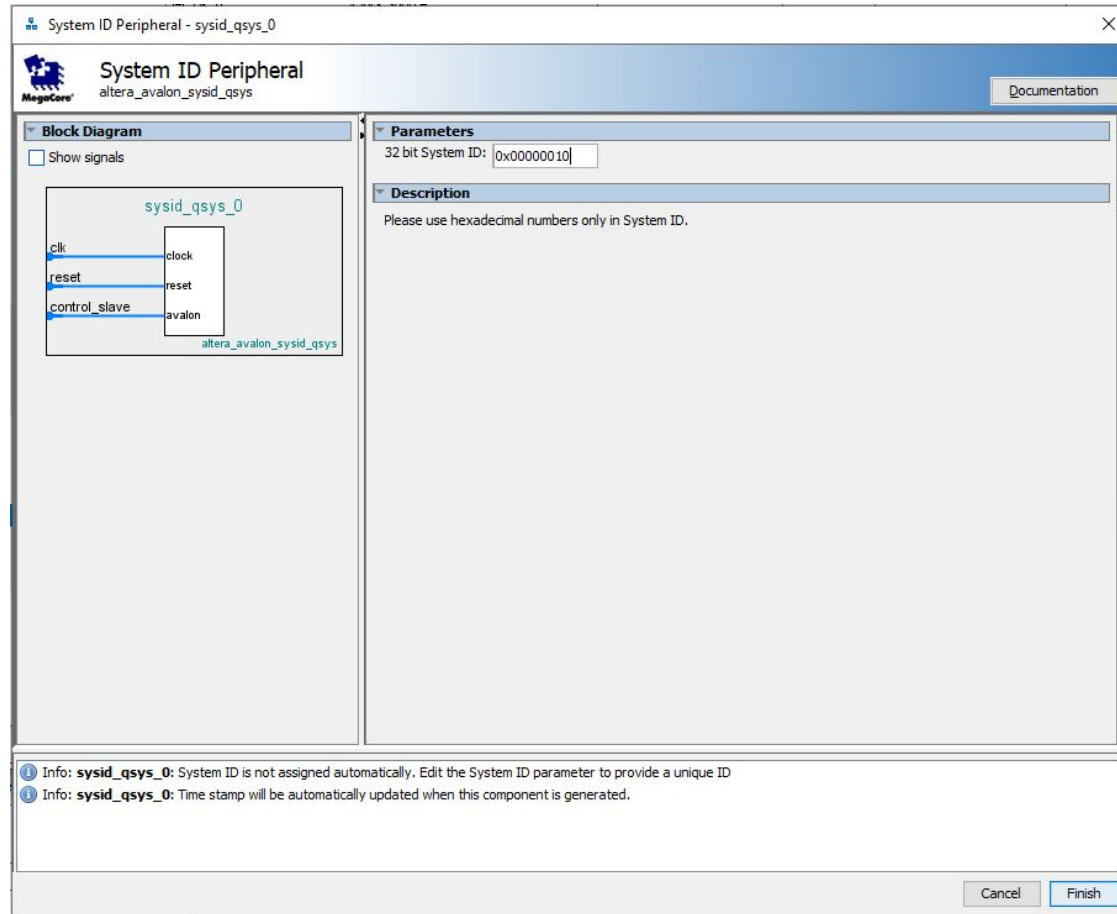 System ID Peripheral - sysid_qsys_0
System ID Peripheral
altera_avalon_sysid_qsys
MegaCore®
Documentation
Block Diagram
Show signals
sysid_qsys_0
clk
clock
reset
reset
control_slave
avalon
altera_avalon_sysid_qsys
Parameters
32 bit System ID: 0x00000010
Description
Please use hexadecimal numbers only in System ID.
Info: sysid_qsys_0: System ID is not assigned automatically. Edit the System ID parameter to provide a unique ID
Info: sysid_qsys_0: Time stamp will be automatically updated when this component is generated.
Cancel
Finish